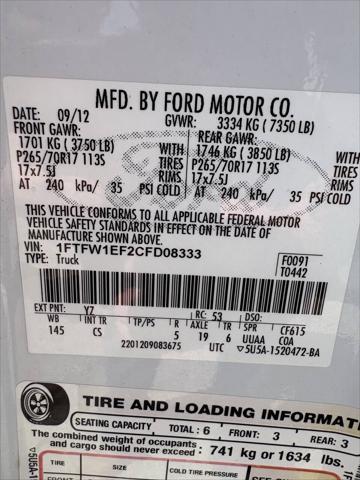 MFD. BY FORD MOTOR CO.
DATE: 09/12 GVWR: 3334 KG ( 7350 LB)
FRONT GAWR: REAR GAWR:
1701 KG ( 3750 LB) WITH 1746 KG ( 3850 LB) WITH
P265/70R17 113S TIRES P265/70R17 113S TIRES
17x7.5J RIMS 17x7.5J RIMS
AT 240 kPa/ 35 PSI COLD AT 240 kPa/ 35 PSI COLD
THIS VEHICLE CONFORMS TO ALL APPLICABLE FEDERAL MOTOR
VEHICLE SAFETY STANDARDS IN EFFECT ON THE DATE OF
MANUFACTURE SHOWN ABOVE.
VIN: 1FTFW1EF2CFD08333 F0091
TYPE: Truck T0442
EXT PNT: YZ RC: 53 DSO:
WB INT TR TP/PS R AXLE TR SPR CF615
145 CS 5 19 6 UUAA COA
2201209083675 UTC 5U5A-1520472-BA
TIRE AND LOADING INFORMATI
SEATING CAPACITY TOTAL: 6 FRONT: 3 REAR: 3
The combined weight of occupants
and cargo should never exceed: 741 kg or 1634 lbs.
TIRE SIZE COLD TIRE PRESSURE